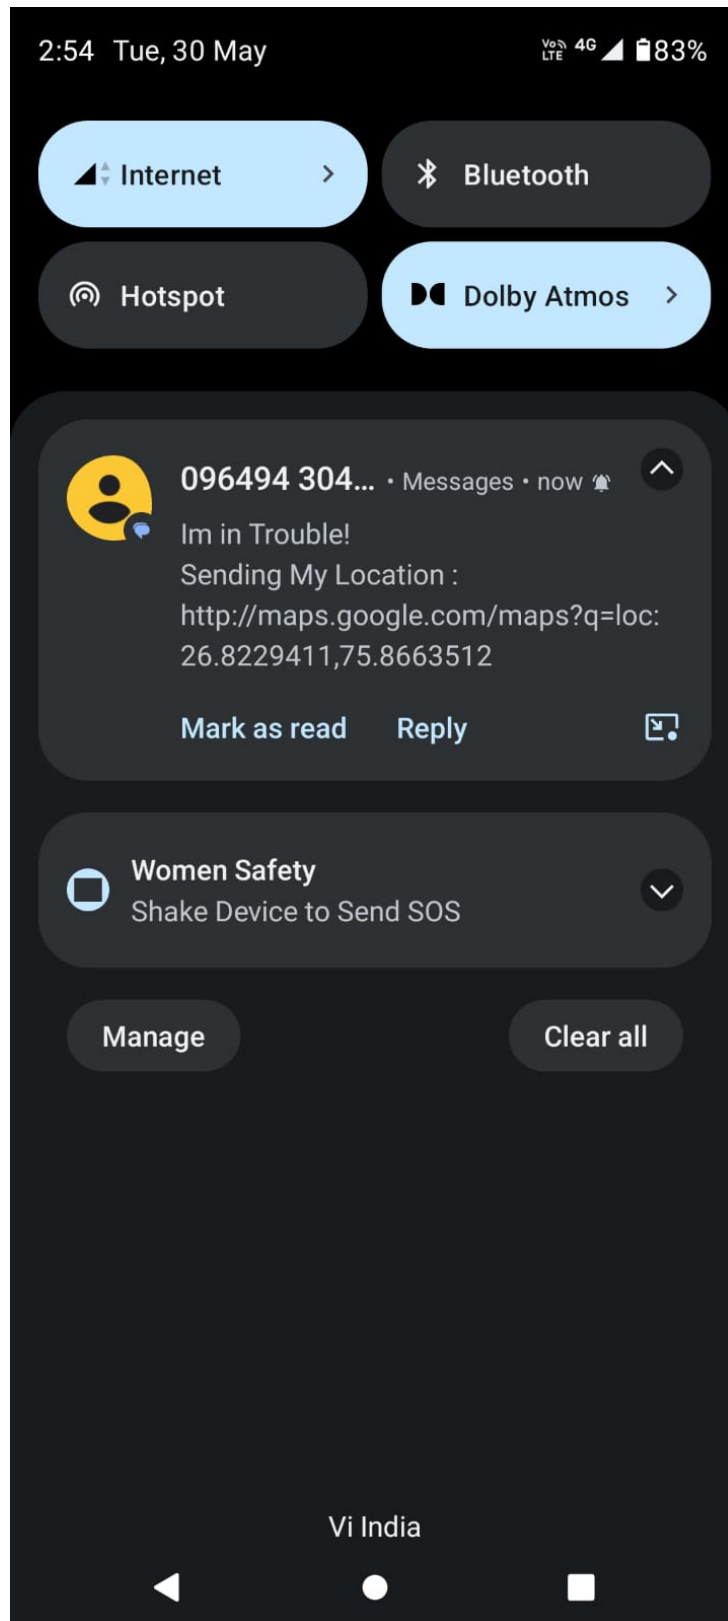 2:54 Tue, 30 May VoLTE 4G 83%
Internet Bluetooth
Hotspot Dolby Atmos
096494 304... • Messages • now
Im in Trouble!
Sending My Location :
http://maps.google.com/maps?q=loc:
26.8229411,75.8663512
Mark as read Reply
Women Safety
Shake Device to Send SOS
Manage Clear all
Vi India